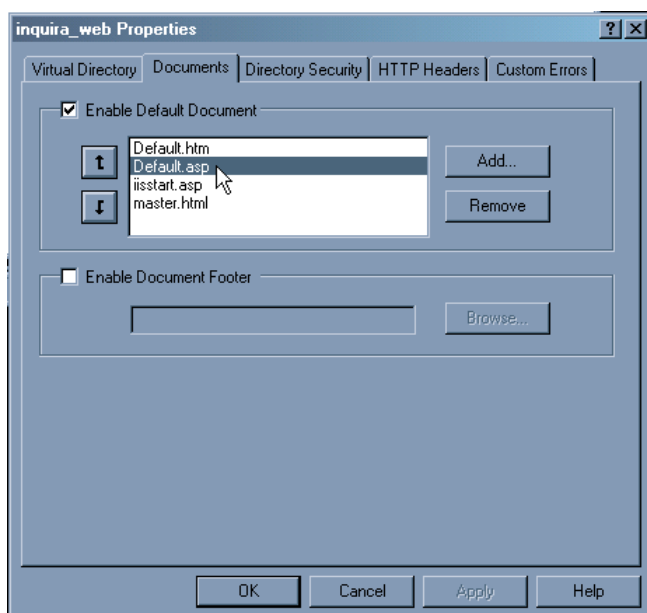 inquira_web Properties
Virtual Directory Documents Directory Security HTTP Headers Custom Errors
Enable Default Document
Default.htm
Default.asp
iisstart.asp
master.html
Add...
Remove
Enable Document Footer
Browse...
OK Cancel Apply Help